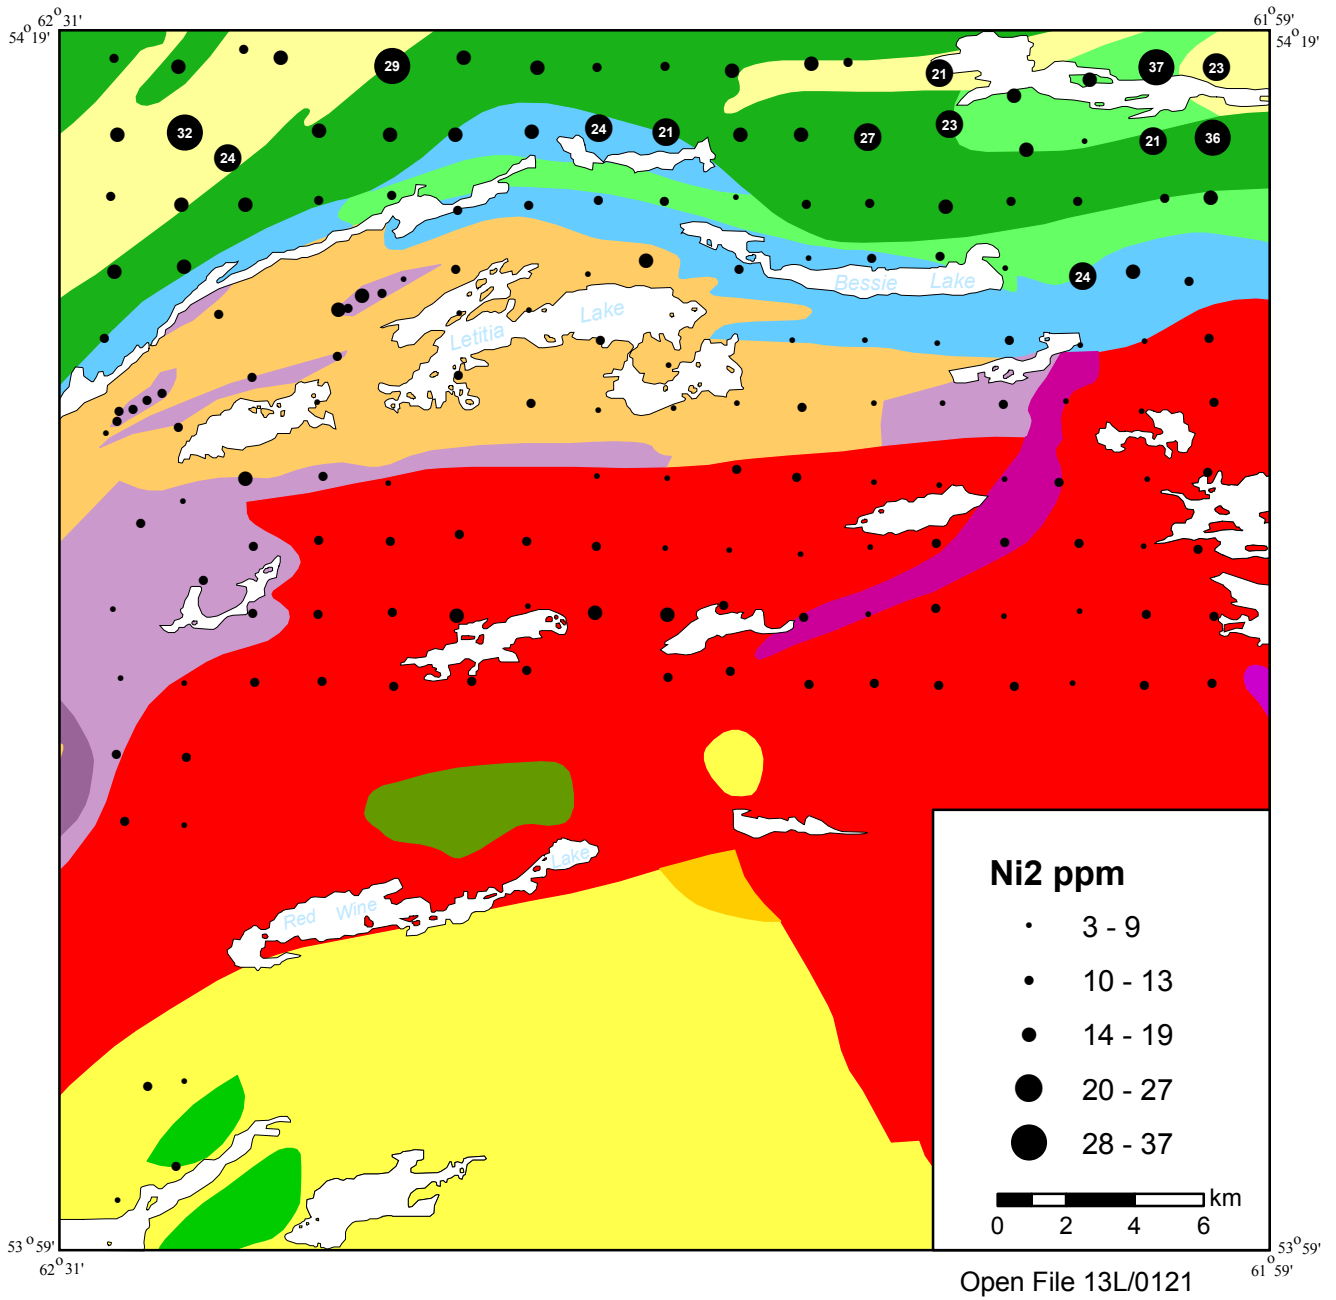 62° 31'
61° 59'
54° 19'
54° 19'
29
21
37
23
32
24
24
21
27
23
21
36
Bessie Lake
24
Letitia Lake
Lake
Red Wine
Ni2 ppm
3 - 9
10 - 13
14 - 19
20 - 27
28 - 37
km
0 2 4 6
53° 59'
53° 59'
62° 31'
61° 59'
Open File 13L/0121